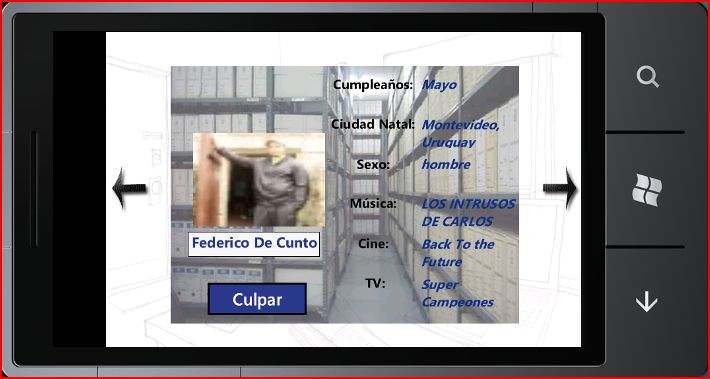 Cumpleaños: Mayo
Ciudad Natal: Montevideo,
Uruguay
Sexo: hombre
Música: LOS INTRUSOS
DE CARLOS
Federico De Cunto
Cine: Back To the
Future
TV: Super
Campeones
Culpar